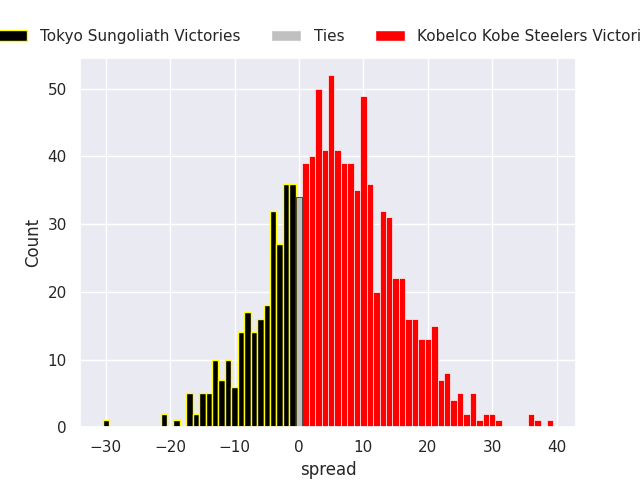 Tokyo Sungoliath Victories Ties Kobelco Kobe Steelers Victori
50
40
30
20
10
0
Count
−30 −20 −10 0 10 20 30 40
spread